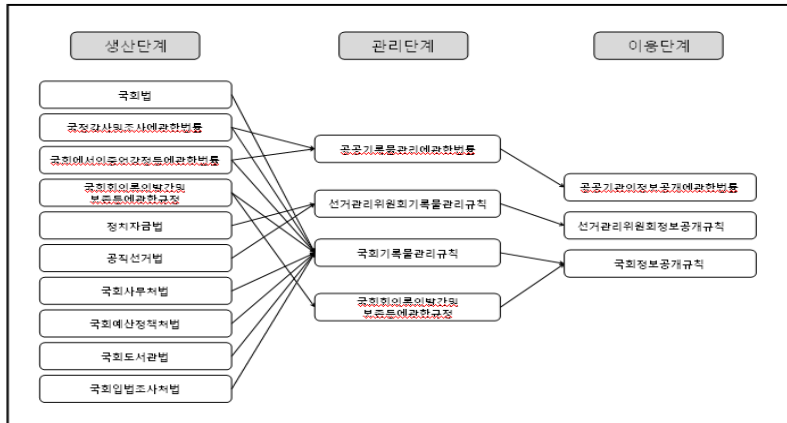 생산단계
관리단계
이용단계
국회법
국정감사및조사에관한법률
국회에서의증언감정등에관한법률
국회회의록의발간및
보존등에관한규정
정치자금법
공직선거법
국회사무처법
국회예산정책처법
국회도서관법
국회입법조사처법
공공기록물관리에관한법률
선거관리위원회기록물관리규칙
국회기록물관리규칙
국회회의록의발간및
보존등에관한규정
공공기관의정보공개에관한법률
선거관리위원회정보공개규칙
국회정보공개규칙